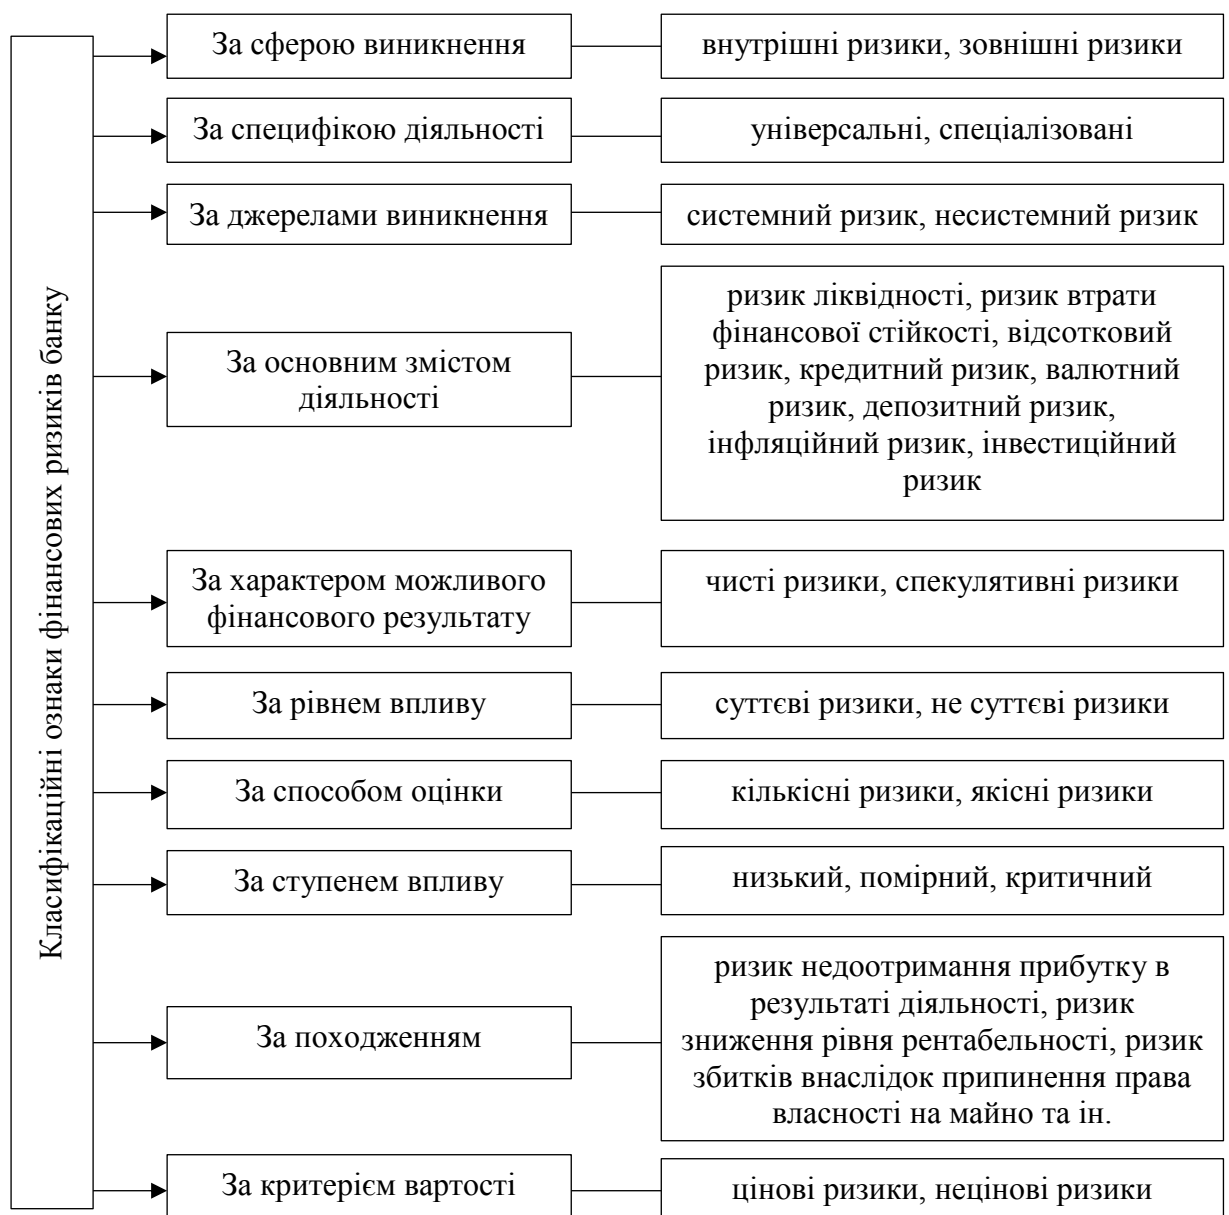 Класифікаційні ознаки фінансових ризиків банку
За сферою виникнення
внутрішні ризики, зовнішні ризики
За специфікою діяльності
універсальні, спеціалізовані
За джерелами виникнення
системний ризик, несистемний ризик
За основним змістом
діяльності
ризик ліквідності, ризик втрати
фінансової стійкості, відсотковий
ризик, кредитний ризик, валютний
ризик, депозитний ризик,
інфляційний ризик, інвестиційний
ризик
За характером можливого
фінансового результату
чисті ризики, спекулятивні ризики
За рівнем впливу
суттєві ризики, не суттєві ризики
За способом оцінки
кількісні ризики, якісні ризики
За ступенем впливу
низький, помірний, критичний
За походженням
ризик недоотримання прибутку в
результаті діяльності, ризик
зниження рівня рентабельності, ризик
збитків внаслідок припинення права
власності на майно та ін.
За критерієм вартості
цінові ризики, нецінові ризики